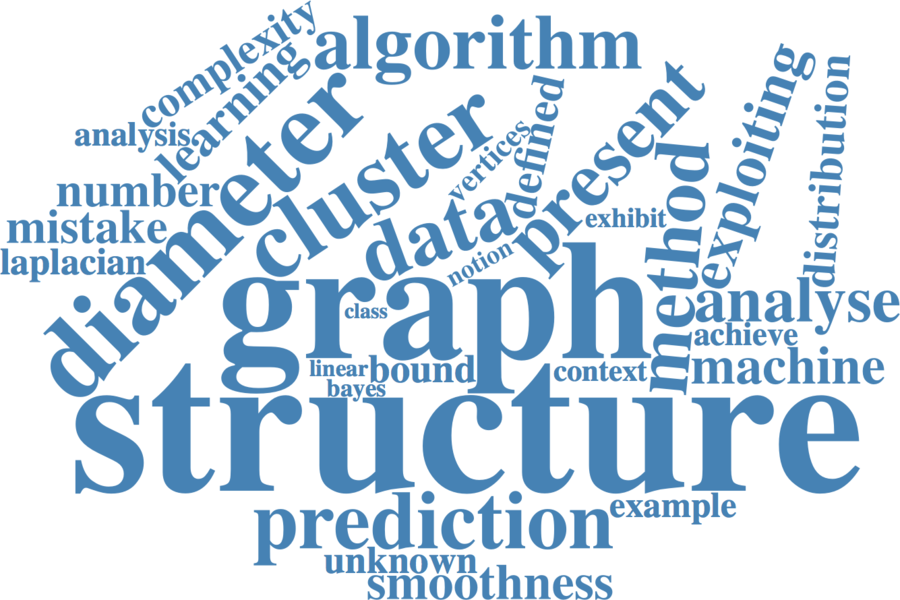 complexity
algorithm
learning
analysis
diameter
cluster
vertices
defined
present
exploiting
distribution
number
mistake
laplacian
data
notion
exhibit
method
graph
class
analyse
achieve
machine
linear
bound
bayes
context
structure
prediction
example
unknown
smoothness